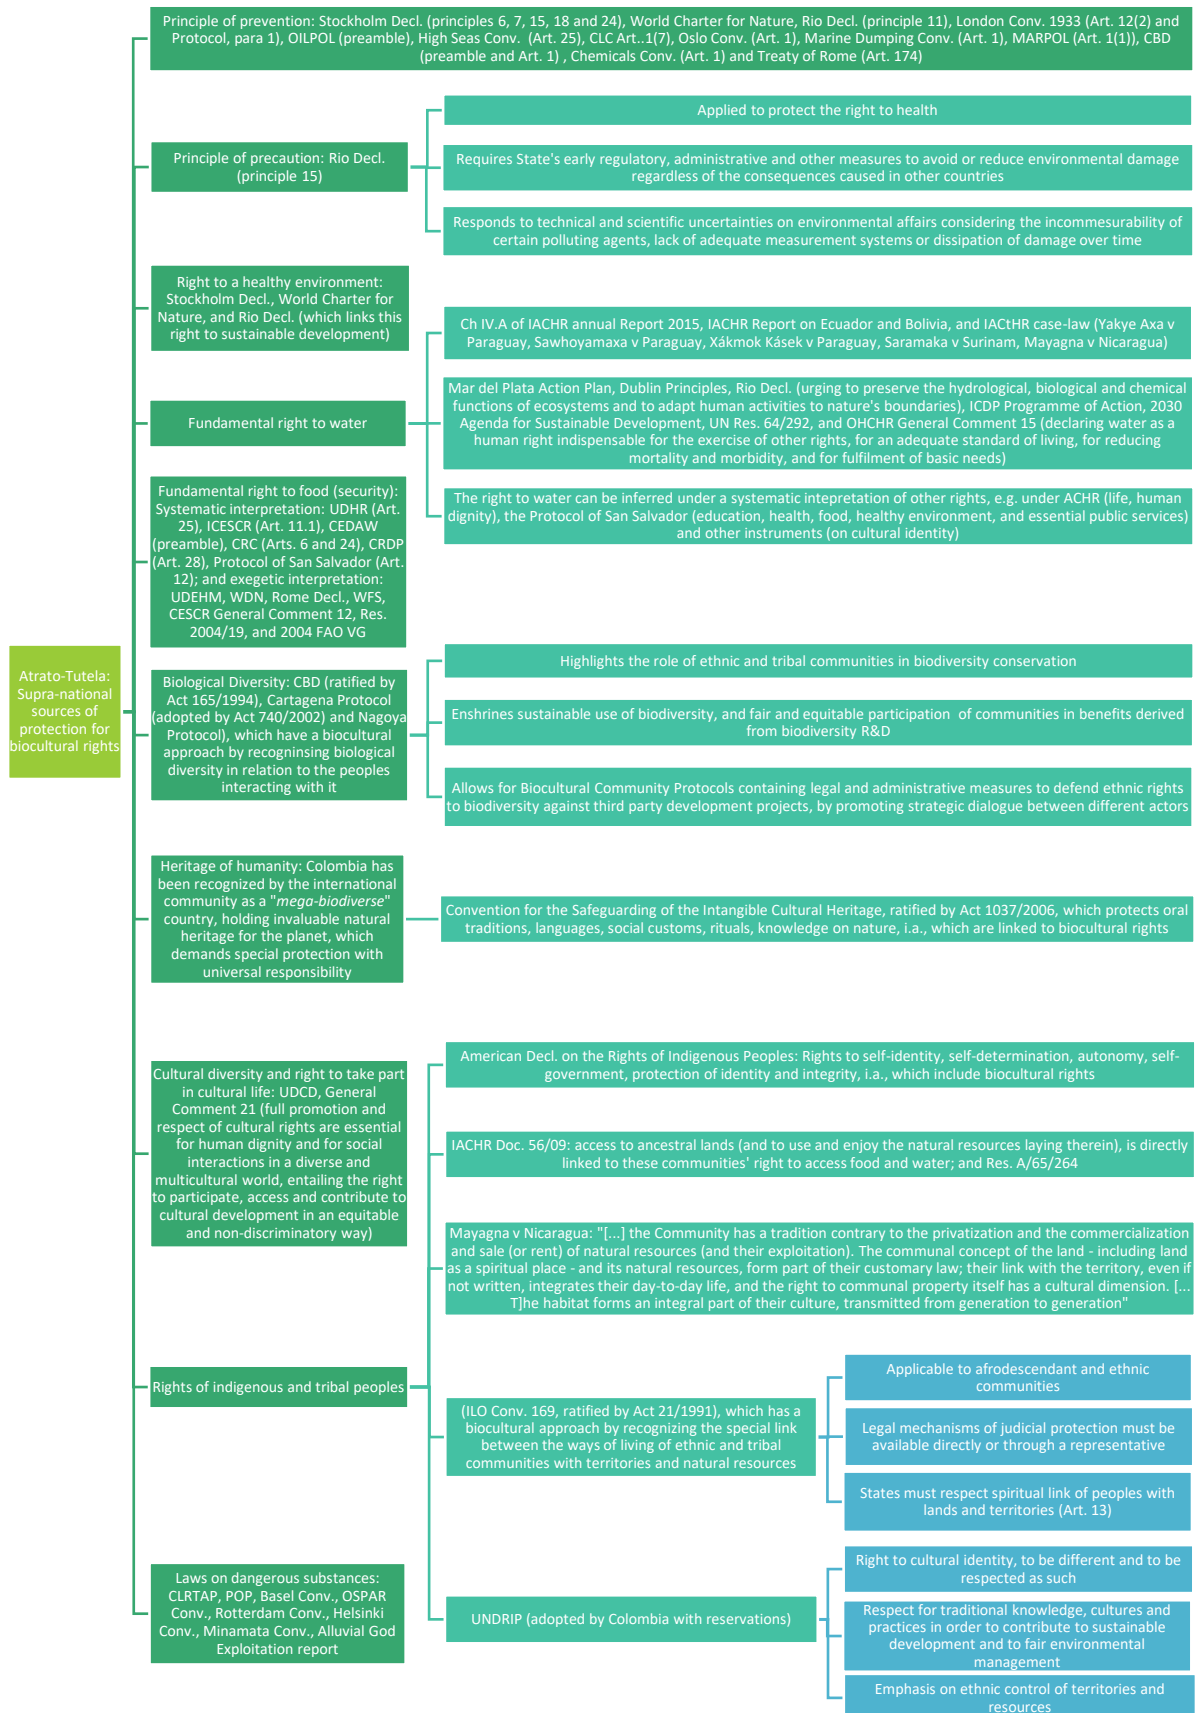 Principle of prevention: Stockholm Decl. (principles 6, 7, 15, 18 and 24), World Charter for
Nature, Rio Decl. (principle 11), London Conv. 1933 (Art. 12(2) and
Protocol, para 1), OILPOL (preamble), High Seas Conv. (Art. 25), CLC Art..1(7), Oslo Conv. (Art. 1), Marine Dumping Conv. (Art. 1), MARPOL (Art. 1(1)), CBD
(preamble and Art. 1) , Chemicals Conv. (Art. 1) and Treaty of Rome (Art. 174)
Principle of precaution: Rio Decl.
(principle 15)
Applied to protect the right to health
Requires State's early regulatory, administrative and other measures to avoid or reduce environmental damage
regardless of the consequences caused in other countries
Responds to technical and scientific uncertainties on environmental affairs considering the incommesurability of
certain polluting agents, lack of adequate measurement systems or dissipation of damage over time
Right to a healthy environment:
Stockholm Decl., World Charter for
Nature, and Rio Decl. (which links this
right to sustainable development)
Fundamental right to water
Ch IV.A of IACHR annual Report 2015, IACHR Report on Ecuador and Bolivia, and IACtHR case-law (Yakye Axa v
Paraguay, Sawhoyamaxa v Paraguay, Xákmok Kásek v Paraguay, Saramaka v Surinam, Mayagna v Nicaragua)
Mar del Plata Action Plan, Dublin Principles, Rio Decl. (urging to preserve the hydrological, biological and chemical
functions of ecosystems and to adapt human activities to nature's boundaries), ICDP Programme of Action, 2030
Agenda for Sustainable Development, UN Res. 64/292, and OHCHR General Comment 15 (declaring water as a
human right indispensable for the exercise of other rights, for an adequate standard of living, for reducing
mortality and morbidity, and for fulfilment of basic needs)
The right to water can be inferred under a systematic intepretation of other rights, e.g. under ACHR (life, human
dignity), the Protocol of San Salvador (education, health, food, healthy environment, and essential public services)
and other instruments (on cultural identity)
Fundamental right to food (security):
Systematic interpretation: UDHR (Art.
25), ICESCR (Art. 11.1), CEDAW
(preamble), CRC (Arts. 6 and 24), CRDP
(Art. 28), Protocol of San Salvador (Art.
12); and exegetic interpretation:
UDEHM, WDN, Rome Decl., WFS,
CESCR General Comment 12, Res.
2004/19, and 2004 FAO VG
Atrato-Tutela:
Supra-national
sources of
protection for
biocultural rights
Biological Diversity: CBD (ratified by
Act 165/1994), Cartagena Protocol
(adopted by Act 740/2002) and Nagoya
Protocol), which have a biocultural
approach by recogninsing biological
diversity in relation to the peoples
interacting with it
Highlights the role of ethnic and tribal communities in biodiversity conservation
Enshrines sustainable use of biodiversity, and fair and equitable participation of communities in benefits derived
from biodiversity R&D
Allows for Biocultural Community Protocols containing legal and administrative measures to defend ethnic rights
to biodiversity against third party development projects, by promoting strategic dialogue between different actors
Heritage of humanity: Colombia has
been recognized by the international
community as a "mega-biodiverse"
country, holding invaluable natural
heritage for the planet, which
demands special protection with
universal responsibility
Convention for the Safeguarding of the Intangible Cultural Heritage, ratified by Act 1037/2006, which protects oral
traditions, languages, social customs, rituals, knowledge on nature, i.a., which are linked to biocultural rights
Cultural diversity and right to take part
in cultural life: UDCD, General
Comment 21 (full promotion and
respect of cultural rights are essential
for human dignity and for social
interactions in a diverse and
multicultural world, entailing the right
to participate, access and contribute to
cultural development in an equitable
and non-discriminatory way)
Rights of indigenous and tribal peoples
American Decl. on the Rights of Indigenous Peoples: Rights to self-identity, self-determination, autonomy, self-
government, protection of identity and integrity, i.a., which include biocultural rights
IACHR Doc. 56/09: access to ancestral lands (and to use and enjoy the natural resources laying therein), is directly
linked to these communities' right to access food and water; and Res. A/65/264
Mayagna v Nicaragua: "[...] the Community has a tradition contrary to the privatization and the commercialization
and sale (or rent) of natural resources (and their exploitation). The communal concept of the land - including land
as a spiritual place - and its natural resources, form part of their customary law; their link with the territory, even if
not written, integrates their day-to-day life, and the right to communal property itself has a cultural dimension. [...
T]he habitat forms an integral part of their culture, transmitted from generation to generation"
(ILO Conv. 169, ratified by Act 21/1991), which has a
biocultural approach by recognizing the special link
between the ways of living of ethnic and tribal
communities with territories and natural resources
Applicable to afrodescendant and ethnic
communities
Legal mechanisms of judicial protection must be
available directly or through a representative
States must respect spiritual link of peoples with
lands and territories (Art. 13)
UNDRIP (adopted by Colombia with reservations)
Right to cultural identity, to be different and to be
respected as such
Respect for traditional knowledge, cultures and
practices in order to contribute to sustainable
development and to fair environmental
management
Emphasis on ethnic control of territories and
resources
Laws on dangerous substances:
CLRTAP, POP, Basel Conv., OSPAR
Conv., Rotterdam Conv., Helsinki
Conv., Minamata Conv., Alluvial God
Exploitation report